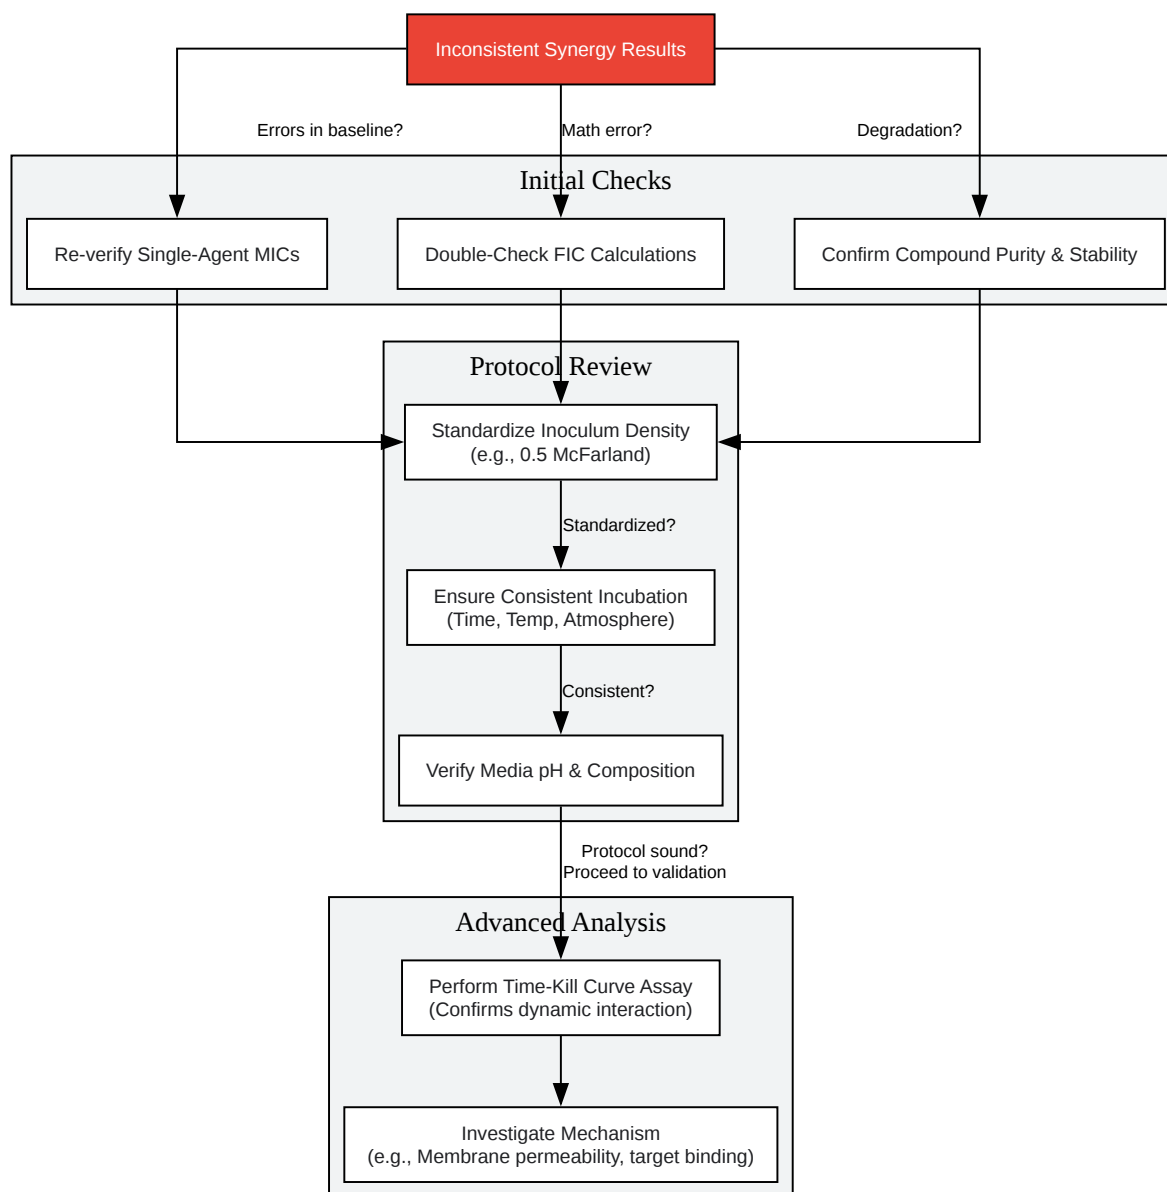 Inconsistent Synergy Results
Errors in baseline?
Math error?
Degradation?
Initial Checks
Re-verify Single-Agent MICs
Double-Check FIC Calculations
Confirm Compound Purity & Stability
Protocol Review
Standardize Inoculum Density
(e.g., 0.5 McFarland)
Standardized?
Ensure Consistent Incubation
(Time, Temp, Atmosphere)
Consistent?
Verify Media pH & Composition
Protocol sound?
Proceed to validation
Advanced Analysis
Perform Time-Kill Curve Assay
(Confirms dynamic interaction)
Investigate Mechanism
(e.g., Membrane permeability, target binding)